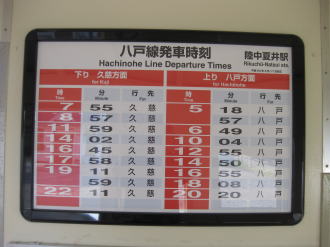 八戸線発車時刻
Hachinohe Line Departure Times
陸中夏井駅
Rikuchū-Natsui sta.
下り 久慈方面
for Kuji
時 分 行先
Time For
7 55 久慈
8 57 久慈
11 59 久慈
14 02 久慈
16 45 久慈
17 58 久慈
19 11 久慈
59 久慈
22 11 久慈
上り 八戸方面
for Hachinohe
時 分 行先
Time For
5 18 八戸
57 八戸
6 49 八戸
10 04 八戸
12 55 八戸
14 50 八戸
16 55 八戸
18 08 八戸
20 20 八戸